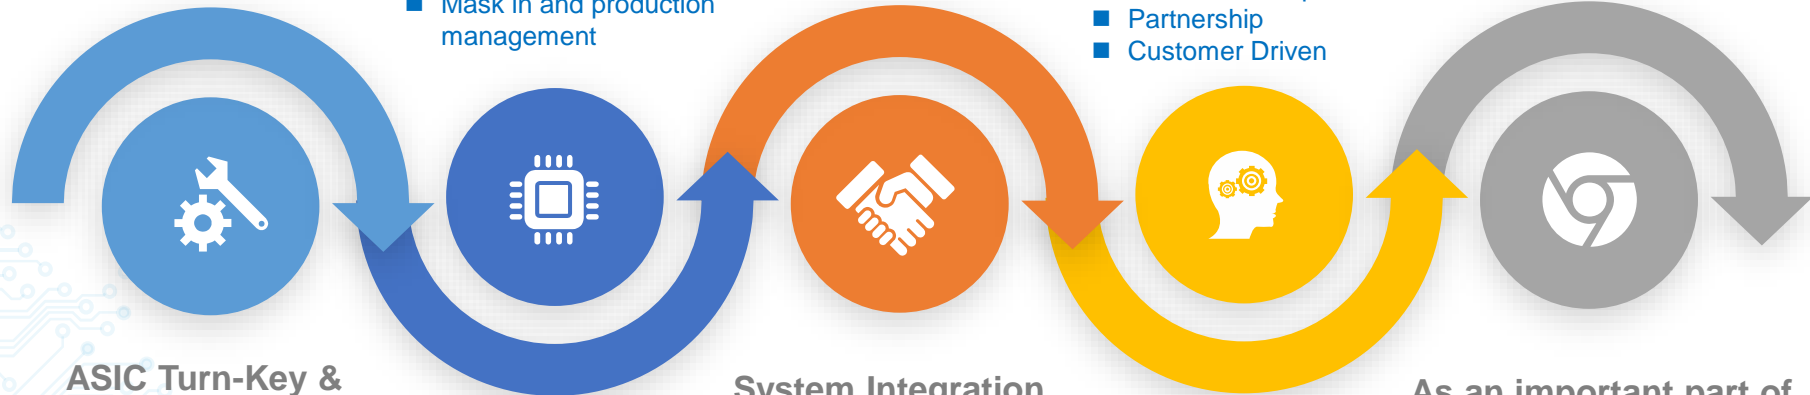 Mask in and production
management
Partnership
Customer Driven
ASIC Turn-Key &
System Integration
As an important part of